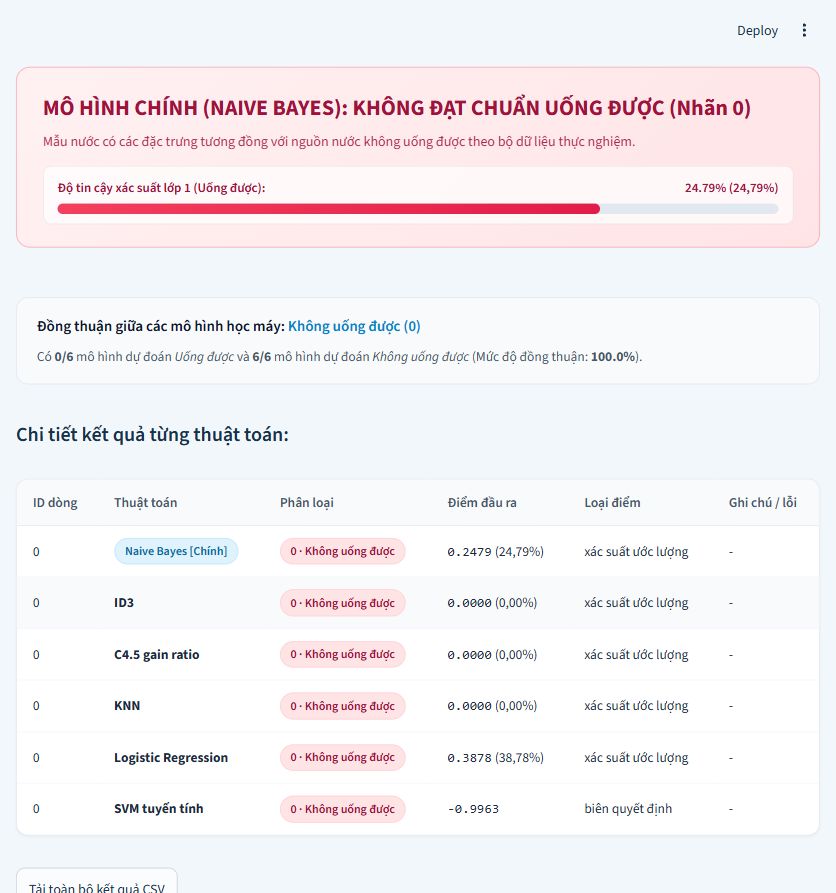 Deploy
MÔ HÌNH CHÍNH (NAIVE BAYES): KHÔNG ĐẠT CHUẨN UỐNG ĐƯỢC (Nhãn 0)
Mẫu nước có các đặc trưng tương đồng với nguồn nước không uống được theo bộ dữ liệu thực nghiệm.
Độ tin cậy xác suất lớp 1 (Uống được): 24.79% (24,79%)
Đồng thuận giữa các mô hình học máy: Không uống được (0)
Có 0/6 mô hình dự đoán Uống được và 6/6 mô hình dự đoán Không uống được (Mức độ đồng thuận: 100.0%).
Chi tiết kết quả từng thuật toán:
ID dòng Thuật toán Phân loại Điểm đầu ra Loại điểm Ghi chú / lỗi
0 Naive Bayes [Chính] 0 · Không uống được 0.2479 (24,79%) xác suất ước lượng -
0 ID3 0 · Không uống được 0.0000 (0,00%) xác suất ước lượng -
0 C4.5 gain ratio 0 · Không uống được 0.0000 (0,00%) xác suất ước lượng -
0 KNN 0 · Không uống được 0.0000 (0,00%) xác suất ước lượng -
0 Logistic Regression 0 · Không uống được 0.3878 (38,78%) xác suất ước lượng -
0 SVM tuyến tính 0 · Không uống được -0.9963 biên quyết định -
Tải toàn bộ kết quả CSV